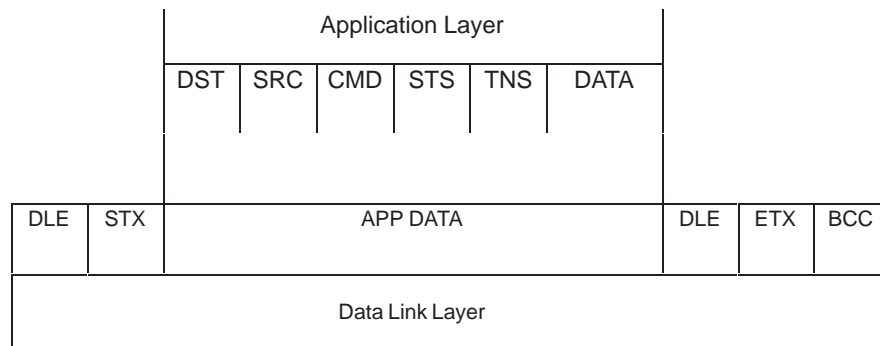 Application Layer
DST SRC CMD STS TNS DATA
DLE STX APP DATA DLE ETX BCC
Data Link Layer